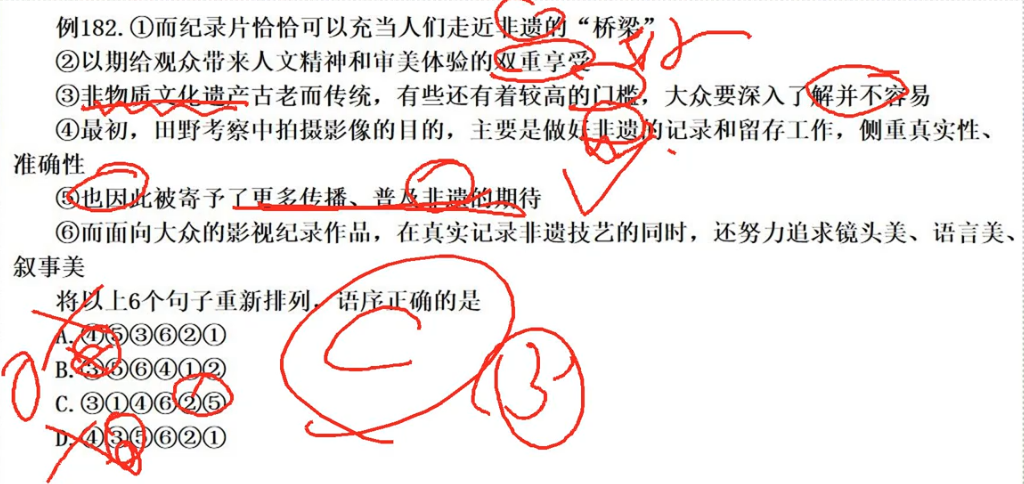 例182.①而纪录片恰恰可以充当人们走近非遗的“桥梁”
②以期给观众带来人文精神和审美体验的双重享受
③非物质文化遗产古老而传统，有些还有着较高的门槛，大众要深入了解并不容易
④最初，田野考察中拍摄影像的目的，主要是做好非遗的记录和留存工作，侧重真实性、
准确性
⑤也因此被寄予了更多传播、普及非遗的期待
⑥而面向大众的影视纪录作品，在真实记录非遗技艺的同时，还努力追求镜头美、语言美、
叙事美
将以上6个句子重新排列，语序正确的是
A.④⑤③⑥②①
B.③⑤⑥④①②
C.③①④⑥②⑤
D.④③⑤⑥②①
C
3